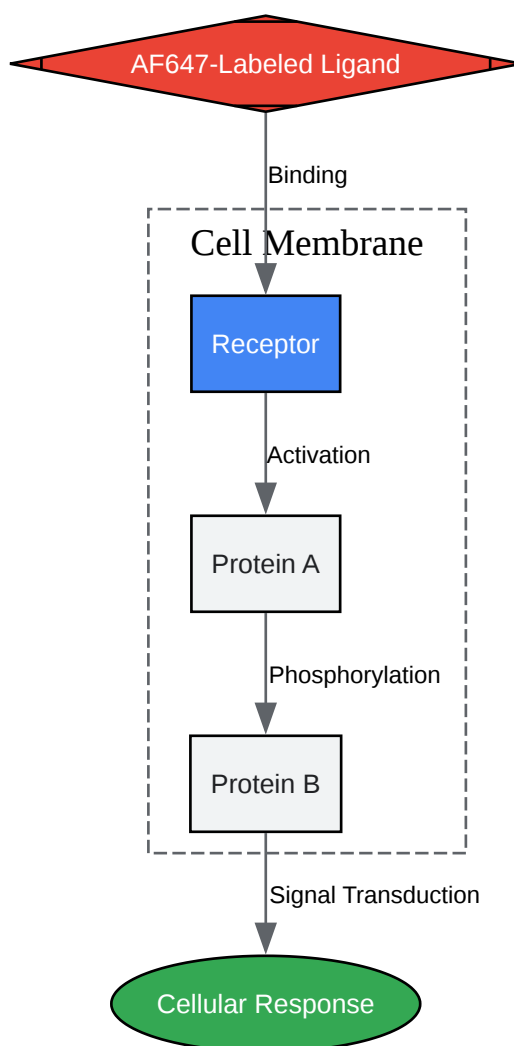 AF647-Labeled Ligand
Binding
Cell Membrane
Receptor
Activation
Protein A
Phosphorylation
Protein B
Signal Transduction
Cellular Response